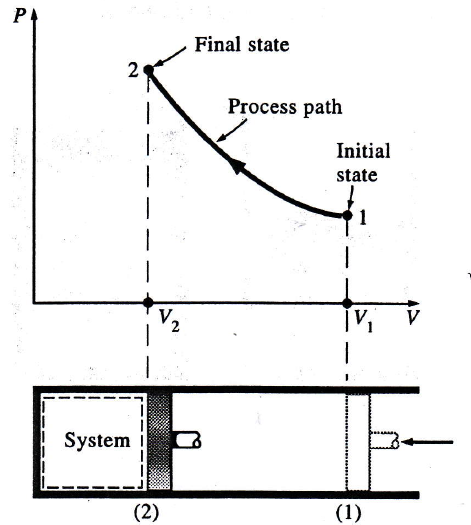 P
Final state
2
Process path
Initial
state
1
V₂
V₁
V
System
(2)
(1)